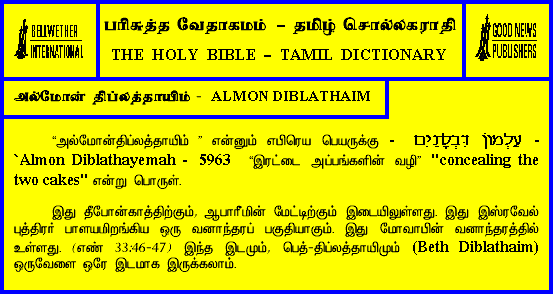 BELLWETHER
INTERNATIONAL
பரிசுத்த வேதாகமம் – தமிழ் சொல்லகராதி
THE HOLY BIBLE – TAMIL DICTIONARY
GOOD NEWS
PUBLISHERS
அல்மோன் திப்லத்தாயிம் - ALMON DIBLATHAIM
“அல்மோன்திப்லத்தாயிம் ” என்னும் எபிரெய பெயருக்கு -
`Almon Diblathayemah - 5963 “இரட்டை அப்பங்களின் வழி” "concealing the
two cakes" என்று பொருள்.
இது தீபோன்காத்திற்கும், ஆபாரீமின் மேட்டிற்கும் இடையிலுள்ளது. இது இஸ்ரவேல்
புத்திரர் பாளயமிறங்கிய ஒரு வனாந்தரப் பகுதியாகும். இது மோவாபின் வனாந்தரத்தில்
உள்ளது. (எண் 33:46-47) இந்த இடமும், பெத்-திப்லத்தாயிமும் (Beth Diblathaim)
ஒருவேளை ஒரே இடமாக இருக்கலாம்.